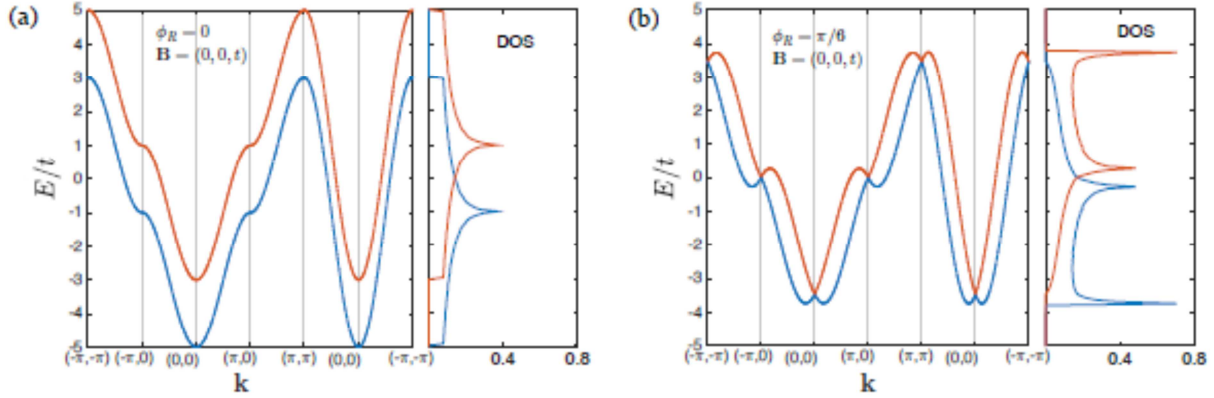 (a)
5
4
3
2
1
0
-1
-2
-3
-4
-5
E/t
ϕ_R = 0
B = (0, 0, t)
(-π,-π)
(-π,0)
(0,0)
(π,0)
(π,π)
(0,0)
(-π,-π)
k
DOS
0.4
0.8
(b)
5
4
3
2
1
0
-1
-2
-3
-4
-5
E/t
ϕ_R = π/6
B = (0, 0, t)
(-π,-π)
(-π,0)
(0,0)
(π,0)
(π,π)
(0,0)
(-π,-π)
k
DOS
0.4
0.8